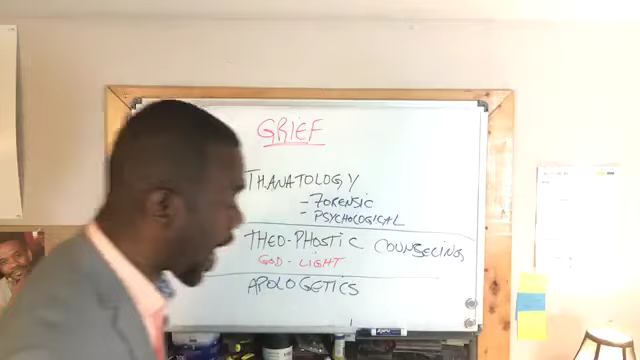 GRIEF
THANATOLOGY
- FORENSIC
- PSYCHOLOGICAL
THEO-PHOSTIC COUNSELING
GOD - LIGHT
APOLOGETICS